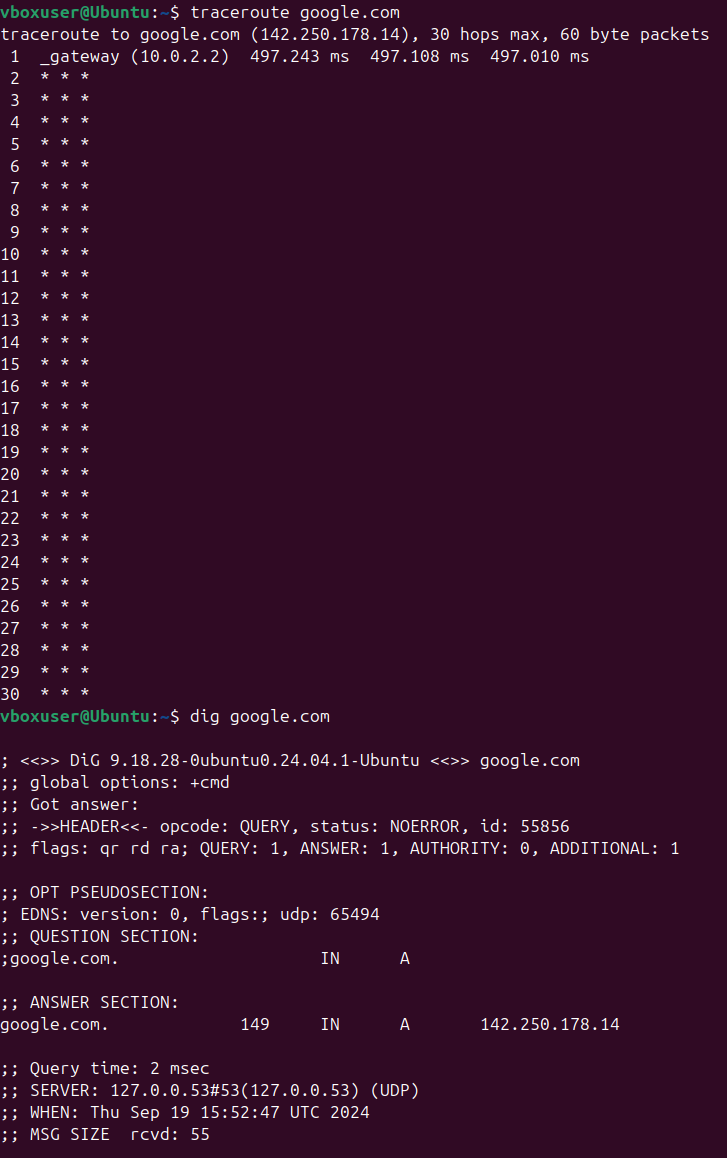 vboxuser@Ubuntu:~$ traceroute google.com
traceroute to google.com (142.250.178.14), 30 hops max, 60 byte packets
 1  _gateway (10.0.2.2)  497.243 ms  497.108 ms  497.010 ms
 2  * * *
 3  * * *
 4  * * *
 5  * * *
 6  * * *
 7  * * *
 8  * * *
 9  * * *
10  * * *
11  * * *
12  * * *
13  * * *
14  * * *
15  * * *
16  * * *
17  * * *
18  * * *
19  * * *
20  * * *
21  * * *
22  * * *
23  * * *
24  * * *
25  * * *
26  * * *
27  * * *
28  * * *
29  * * *
30  * * *
vboxuser@Ubuntu:~$ dig google.com

; <<>> DiG 9.18.28-0ubuntu0.24.04.1-Ubuntu <<>> google.com
;; global options: +cmd
;; Got answer:
;; ->>HEADER<<- opcode: QUERY, status: NOERROR, id: 55856
;; flags: qr rd ra; QUERY: 1, ANSWER: 1, AUTHORITY: 0, ADDITIONAL: 1

;; OPT PSEUDOSECTION:
; EDNS: version: 0, flags:; udp: 65494
;; QUESTION SECTION:
;google.com.                    IN      A

;; ANSWER SECTION:
google.com.             149     IN      A       142.250.178.14

;; Query time: 2 msec
;; SERVER: 127.0.0.53#53(127.0.0.53) (UDP)
;; WHEN: Thu Sep 19 15:52:47 UTC 2024
;; MSG SIZE  rcvd: 55